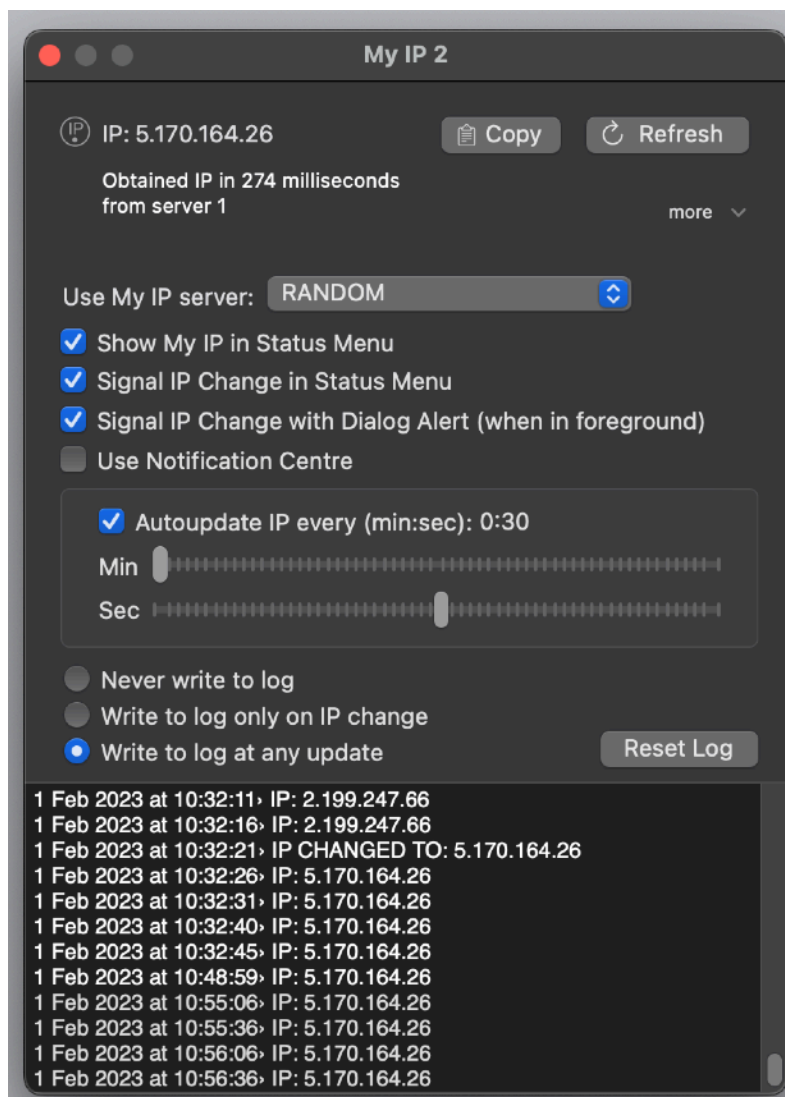 My IP 2
IP: 5.170.164.26
Copy
Refresh
Obtained IP in 274 milliseconds
from server 1
more
Use My IP server: RANDOM
Show My IP in Status Menu
Signal IP Change in Status Menu
Signal IP Change with Dialog Alert (when in foreground)
Use Notification Centre
Autoupdate IP every (min:sec): 0:30
Min
Sec
Never write to log
Write to log only on IP change
Write to log at any update
Reset Log
1 Feb 2023 at 10:32:11› IP: 2.199.247.66
1 Feb 2023 at 10:32:16› IP: 2.199.247.66
1 Feb 2023 at 10:32:21› IP CHANGED TO: 5.170.164.26
1 Feb 2023 at 10:32:26› IP: 5.170.164.26
1 Feb 2023 at 10:32:31› IP: 5.170.164.26
1 Feb 2023 at 10:32:40› IP: 5.170.164.26
1 Feb 2023 at 10:32:45› IP: 5.170.164.26
1 Feb 2023 at 10:48:59› IP: 5.170.164.26
1 Feb 2023 at 10:55:06› IP: 5.170.164.26
1 Feb 2023 at 10:55:36› IP: 5.170.164.26
1 Feb 2023 at 10:56:06› IP: 5.170.164.26
1 Feb 2023 at 10:56:36› IP: 5.170.164.26